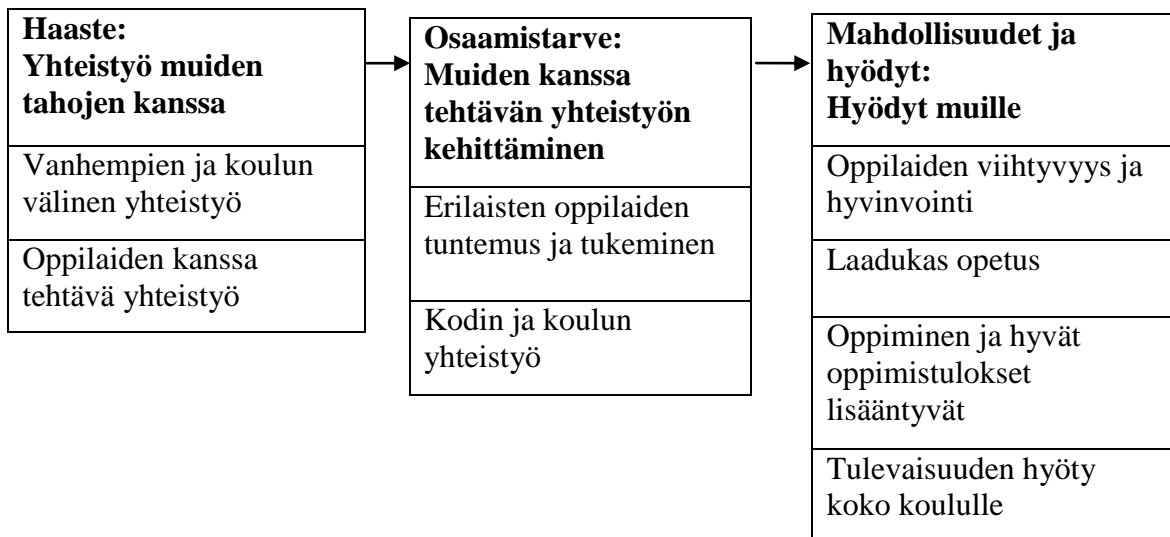 Haaste:
Yhteistyö muiden
tahojen kanssa
Vanhempien ja koulun
välinen yhteistyö
Oppilaiden kanssa
tehtävä yhteistyö
Osaamistarve:
Muiden kanssa
tehtävän yhteistyön
kehittäminen
Erilaisten oppilaiden
tuntemus ja tukeminen
Kodin ja koulun
yhteistyö
Mahdollisuudet ja
hyödyt:
Hyödyt muille
Oppilaiden viihtyvyys ja
hyvinvointi
Laadukas opetus
Oppiminen ja hyvät
oppimistulokset
lisääntyvät
Tulevaisuuden hyöty
koko koululle